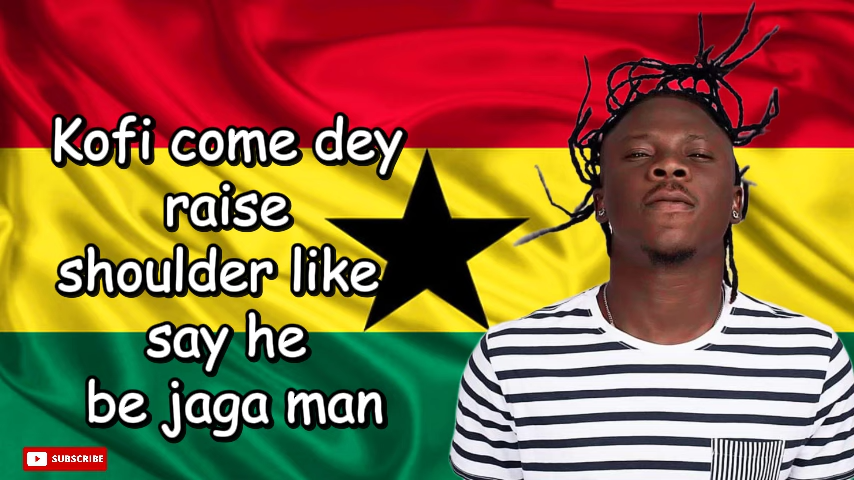 Kofi come dey
raise
shoulder like
say he
be jaga man
SUBSCRIBE